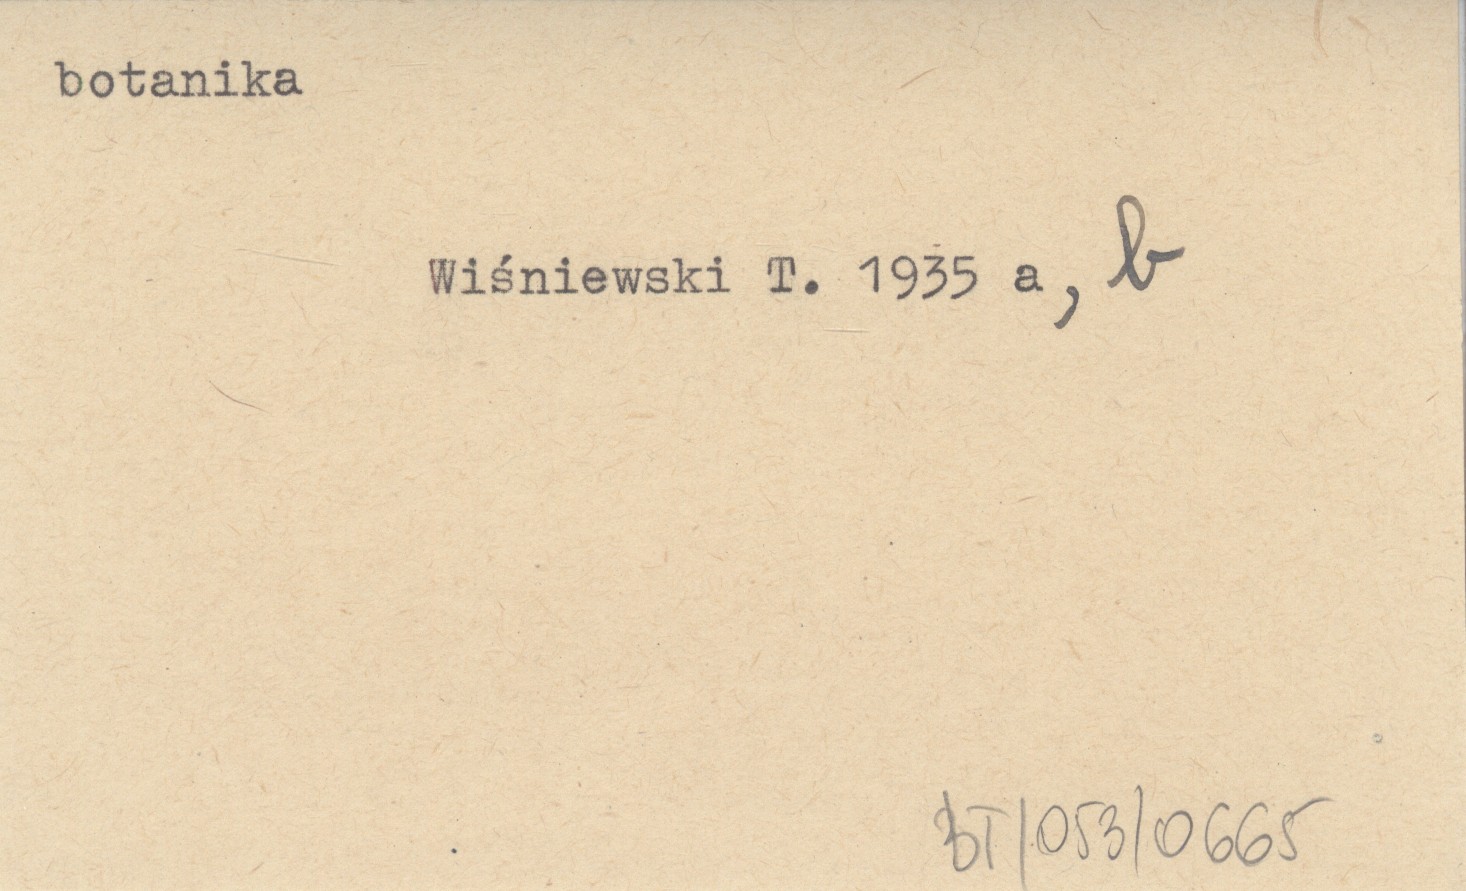 botanika
Wiśniewski T. 1935 a, b
BT/053/0665